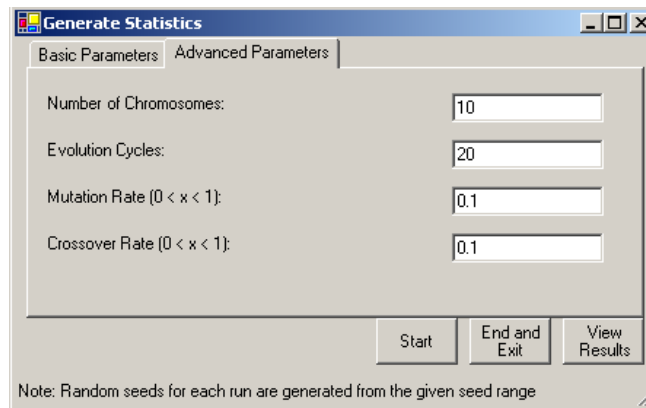 Generate Statistics
Basic Parameters Advanced Parameters
Number of Chromosomes: 10
Evolution Cycles: 20
Mutation Rate (0 < x < 1): 0.1
Crossover Rate (0 < x < 1): 0.1
Start
End and
Exit
View
Results
Note: Random seeds for each run are generated from the given seed range